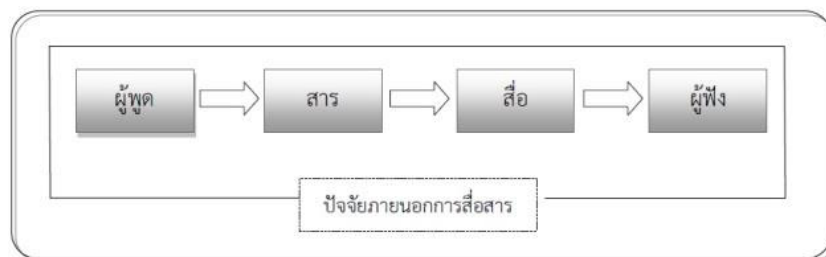 ผู้พูด สาร สื่อ ผู้ฟัง
ปัจจัยภายนอกการสื่อสาร